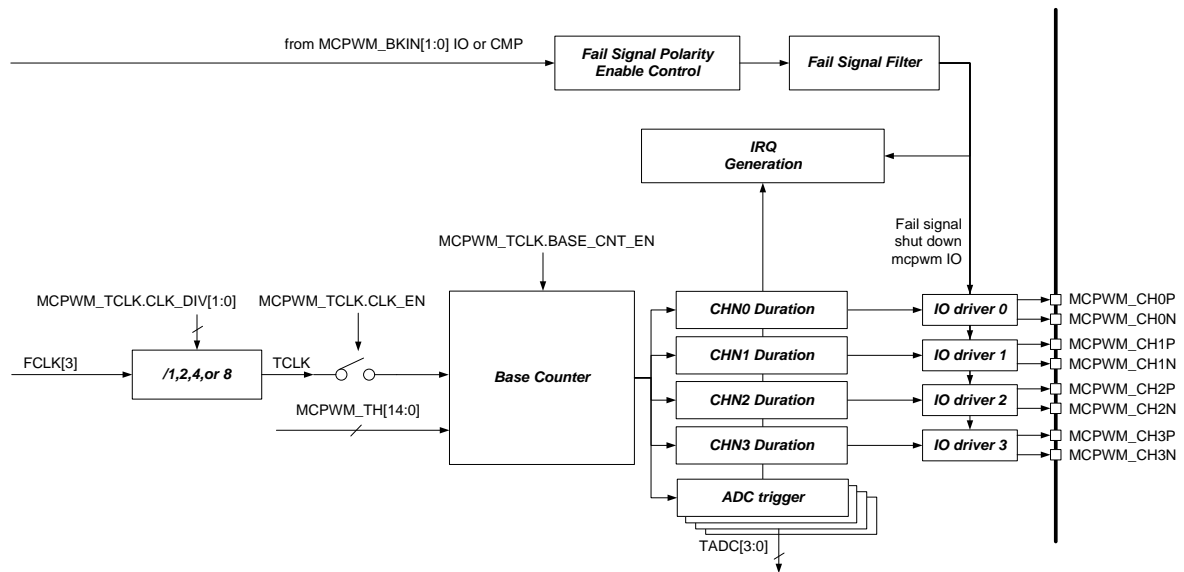 from MCPWM_BKIN[1:0] IO or CMP
Fail Signal Polarity
Enable Control
Fail Signal Filter
IRQ
Generation
Fail signal
shut down
mcpwm IO
MCPWM_TCLK.BASE_CNT_EN
MCPWM_TCLK.CLK_DIV[1:0]
MCPWM_TCLK.CLK_EN
FCLK[3]
/1,2,4,or 8
TCLK
MCPWM_TH[14:0]
Base Counter
CHN0 Duration
CHN1 Duration
CHN2 Duration
CHN3 Duration
ADC trigger
TADC[3:0]
IO driver 0
IO driver 1
IO driver 2
IO driver 3
MCPWM_CH0P
MCPWM_CH0N
MCPWM_CH1P
MCPWM_CH1N
MCPWM_CH2P
MCPWM_CH2N
MCPWM_CH3P
MCPWM_CH3N